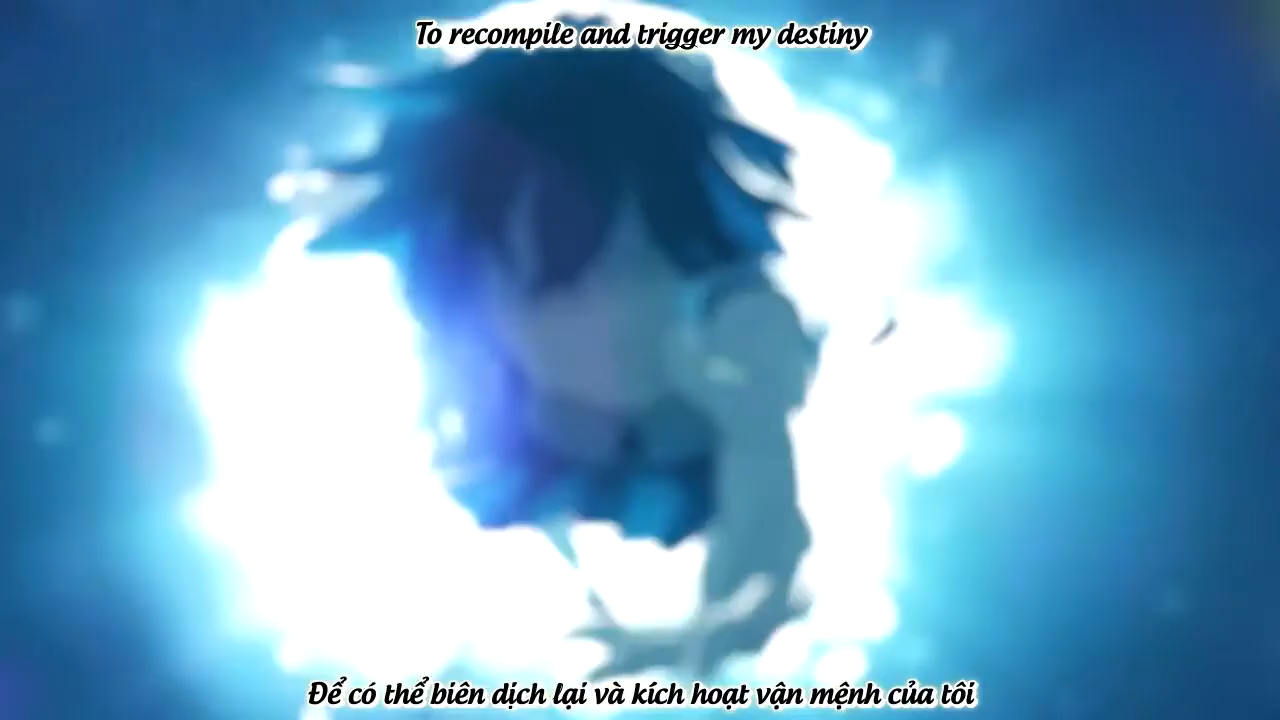 To recompile and trigger my destiny
Để có thể biên dịch lại và kích hoạt vận mệnh của tôi